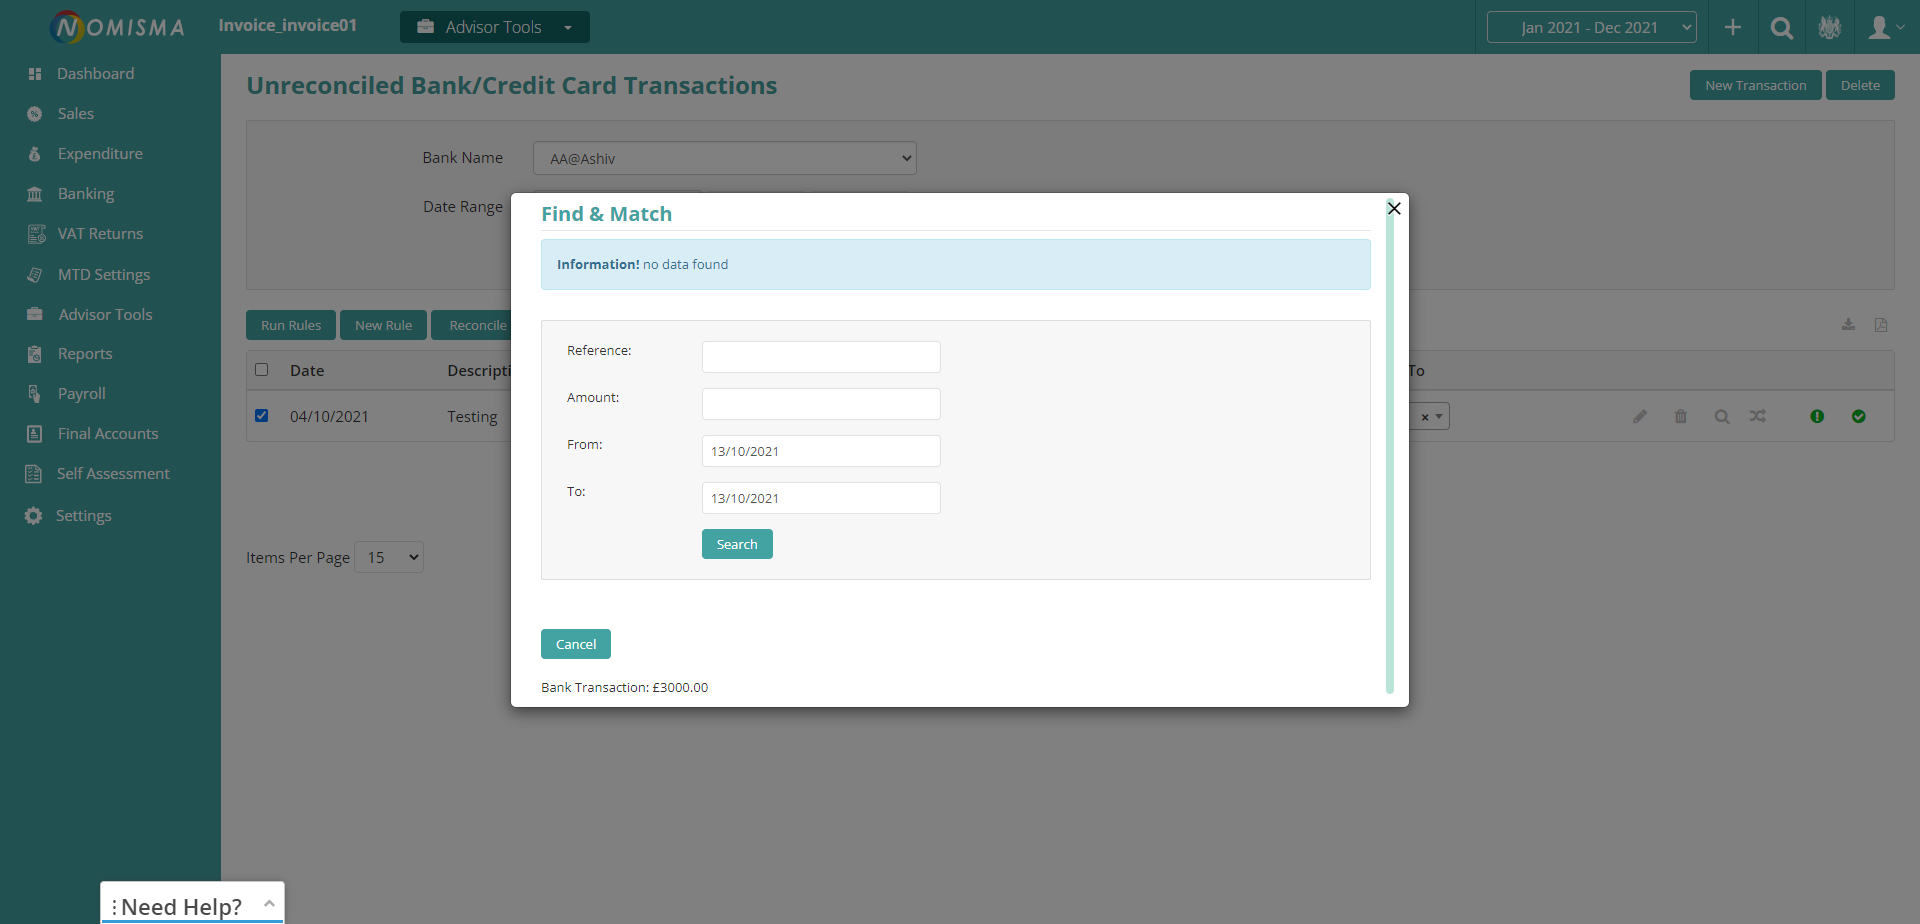 NOMISMA
Invoice_invoice01
Advisor Tools
Jan 2021 - Dec 2021
Dashboard
Sales
Expenditure
Banking
VAT Returns
MTD Settings
Advisor Tools
Reports
Payroll
Final Accounts
Self Assessment
Settings
Unreconciled Bank/Credit Card Transactions
New Transaction
Delete
Bank Name
AA@Ashiv
Date Range
Run Rules
New Rule
Reconcile
Date
Descripti
To
04/10/2021
Testing
Items Per Page
15
Find & Match
Information! no data found
Reference:
Amount:
From:
13/10/2021
To:
13/10/2021
Search
Cancel
Bank Transaction: £3000.00
Need Help?